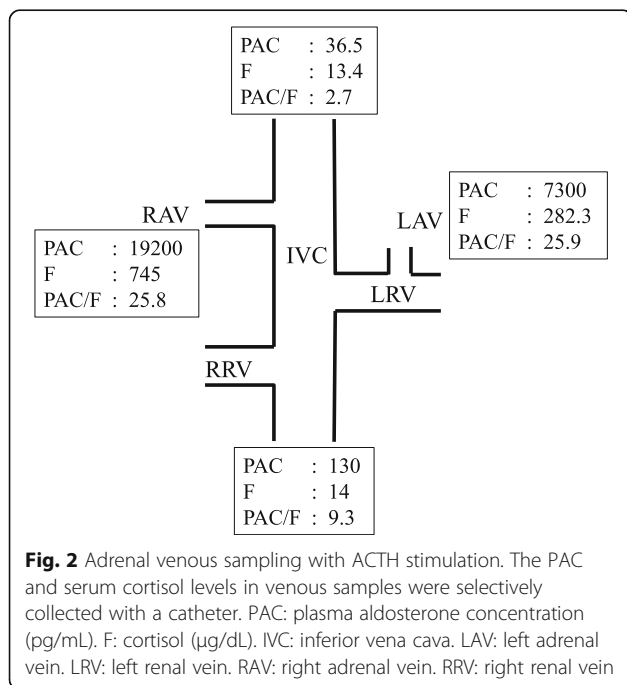 PAC : 36.5
F : 13.4
PAC/F : 2.7
RAV
PAC : 19200
F : 745
PAC/F : 25.8
IVC
LAV
PAC : 7300
F : 282.3
PAC/F : 25.9
LRV
RRV
PAC : 130
F : 14
PAC/F : 9.3
Fig. 2 Adrenal venous sampling with ACTH stimulation. The PAC
and serum cortisol levels in venous samples were selectively
collected with a catheter. PAC: plasma aldosterone concentration
(pg/mL). F: cortisol (μg/dL). IVC: inferior vena cava. LAV: left adrenal
vein. LRV: left renal vein. RAV: right adrenal vein. RRV: right renal vein